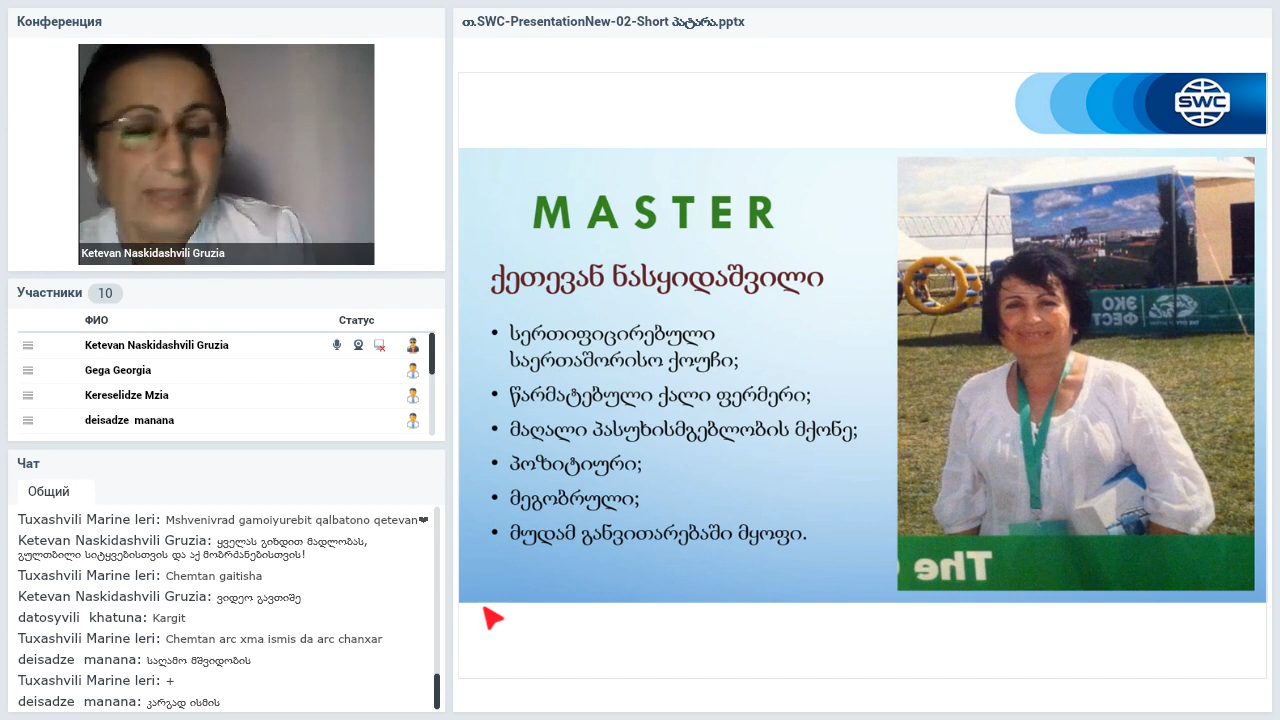 Конференция
Ketevan Naskidashvili Gruzia
Участники 10
ФИО Статус
Ketevan Naskidashvili Gruzia
Gega Georgia
Kereselidze Mzia
deisadze manana
Чат
Общий
Tuxashvili Marine leri: Mshvenivrad gamoiyurebit qalbatono qetevan❤
Ketevan Naskidashvili Gruzia: ყველას გიხდით მადლობას,
გულთბილი სიტყვებისთვის და აქ მობრძანებისთვის!
Tuxashvili Marine leri: Chemtan gaitisha
Ketevan Naskidashvili Gruzia: ვიდეო გავთიშე
datosyvili khatuna: Kargit
Tuxashvili Marine leri: Chemtan arc xma ismis da arc chanxar
deisadze manana: საღამო მშვიდობის
Tuxashvili Marine leri: +
deisadze manana: კარგად ისმის
თ.SWC-PresentationNew-02-Short პატარა.pptx
SWC
MASTER
ქეთევან ნასყიდაშვილი
• სერთიფიცირებული
საერთაშორისო ქოუჩი;
• წარმატებული ქალი ფერმერი;
• მაღალი პასუხისმგებლობის მქონე;
• პოზიტიური;
• მეგობრული;
• მუდამ განვითარებაში მყოფი.
ЭКО
ФЕСТ
The